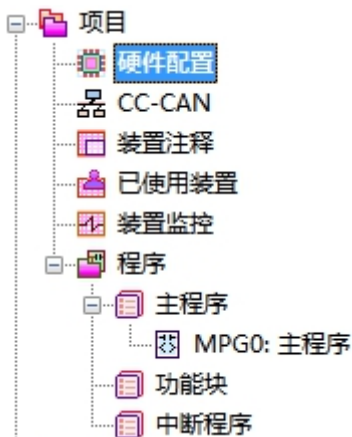 项目
硬件配置
CC-CAN
装置注释
已使用装置
装置监控
程序
主程序
MPG0: 主程序
功能块
中断程序